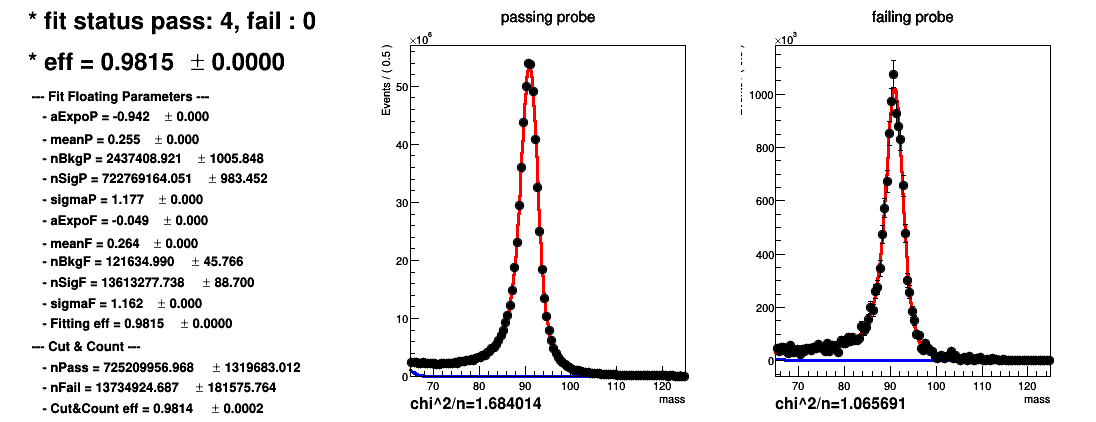 * fit status pass: 4, fail : 0
* eff = 0.9815 ± 0.0000
--- Fit Floating Parameters ---
- aExpoP = -0.942 ± 0.000
- meanP = 0.255 ± 0.000
- nBkgP = 2437408.921 ± 1005.848
- nSigP = 722769164.051 ± 983.452
- sigmaP = 1.177 ± 0.000
- aExpoF = -0.049 ± 0.000
- meanF = 0.264 ± 0.000
- nBkgF = 121634.990 ± 45.766
- nSigF = 13613277.738 ± 88.700
- sigmaF = 1.162 ± 0.000
- Fitting eff = 0.9815 ± 0.0000
--- Cut & Count ---
- nPass = 725209956.968 ± 1319683.012
- nFail = 13734924.687 ± 181575.764
- Cut&Count eff = 0.9814 ± 0.0002
passing probe
×10⁶
Events / ( 0.5 )
50
40
30
20
10
0
70 80 90 100 110 120
mass
chi^2/n=1.684014
failing probe
×10³
1000
800
600
400
200
0
70 80 90 100 110 120
mass
chi^2/n=1.065691